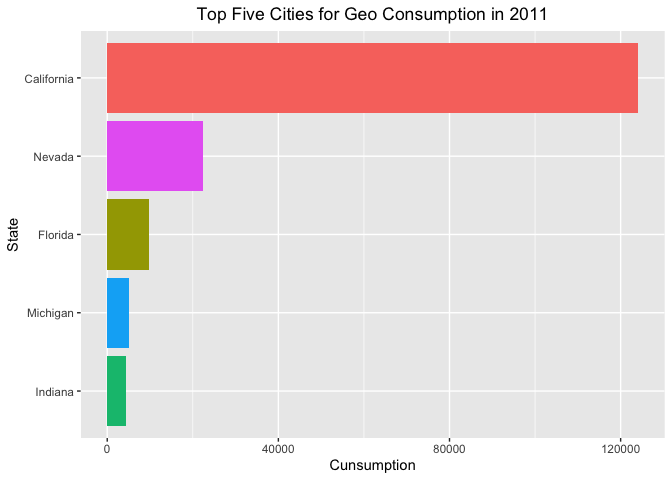 Top Five Cities for Geo Consumption in 2011
California
Nevada
Florida
Michigan
Indiana
State
0
40000
80000
120000
Cunsumption